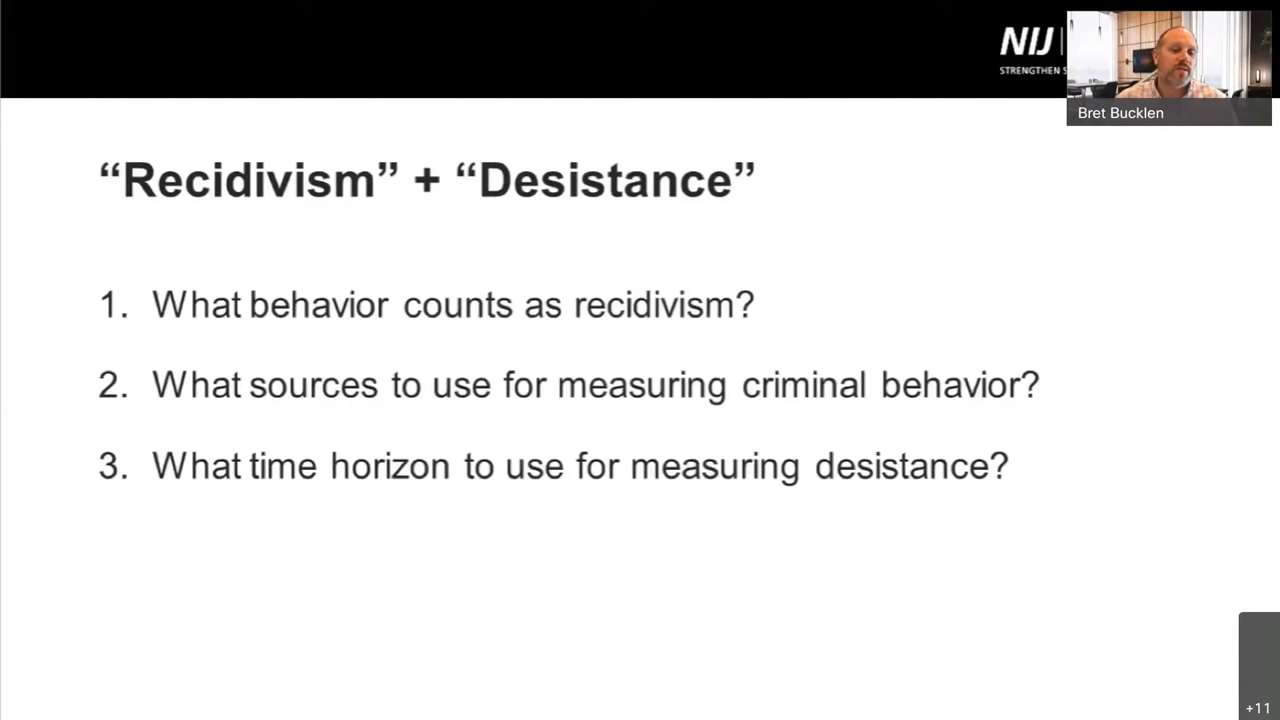 NIJ
STRENGTHEN
Bret Bucklen
“Recidivism” + “Desistance”
1. What behavior counts as recidivism?
2. What sources to use for measuring criminal behavior?
3. What time horizon to use for measuring desistance?
+11